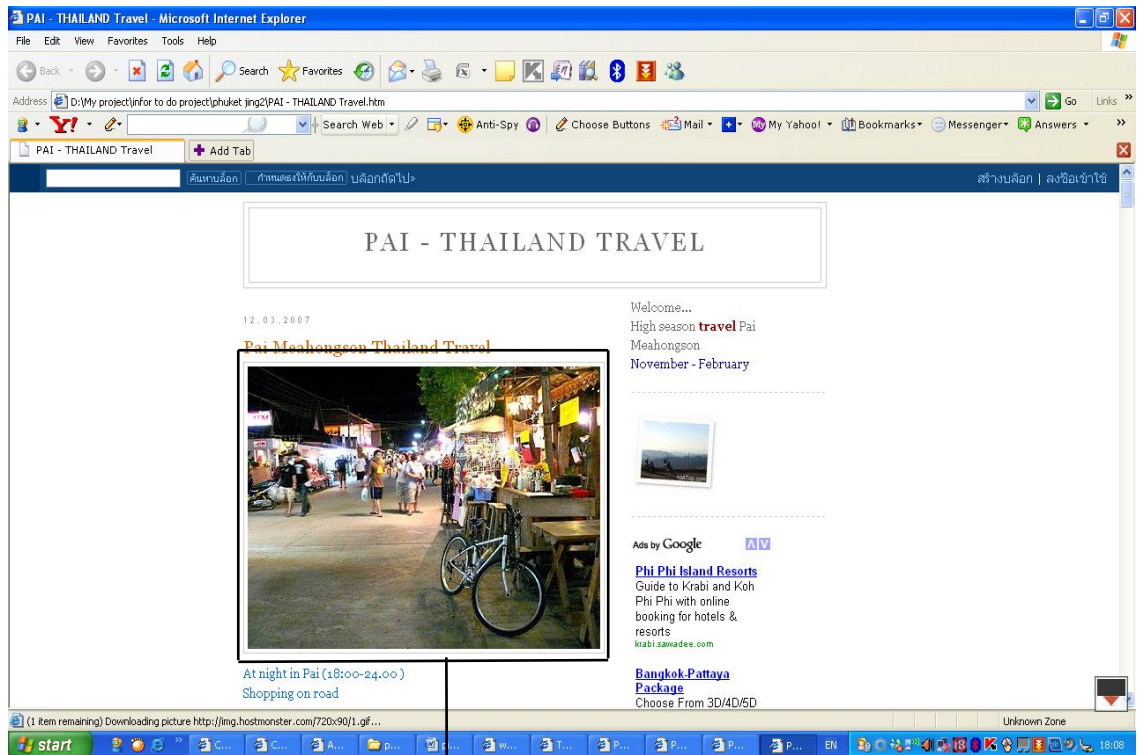 PAI - THAILAND Travel - Microsoft Internet Explorer
File Edit View Favorites Tools Help
Back Search Favorites
Address D:\My project\infor to do project\phuket jing2\PAI - THAILAND Travel.htm Go Links »
Y! Search Web Anti-Spy Choose Buttons Mail My Yahoo! Bookmarks Messenger Answers »
PAI - THAILAND Travel Add Tab
ค้นหาบล็อก กำหนดธงให้กับบล็อก บล็อกถัดไป» สร้างบล็อก | ลงชื่อเข้าใช้
PAI - THAILAND TRAVEL
12.03.2007
Pai Meahongson Thailand Travel
At night in Pai (18:00-24.00 )
Shopping on road
Welcome...
High season travel Pai
Meahongson
November - February
Ads by Google
Phi Phi Island Resorts
Guide to Krabi and Koh
Phi Phi with online
booking for hotels &
resorts
krabi.sawadee.com
Bangkok-Pattaya
Package
Choose From 3D/4D/5D
(1 item remaining) Downloading picture http://img.hostmonster.com/720x90/1.gif... Unknown Zone
start » C... C... A... p... pi... w... T... P... P... P... P... EN 18:08